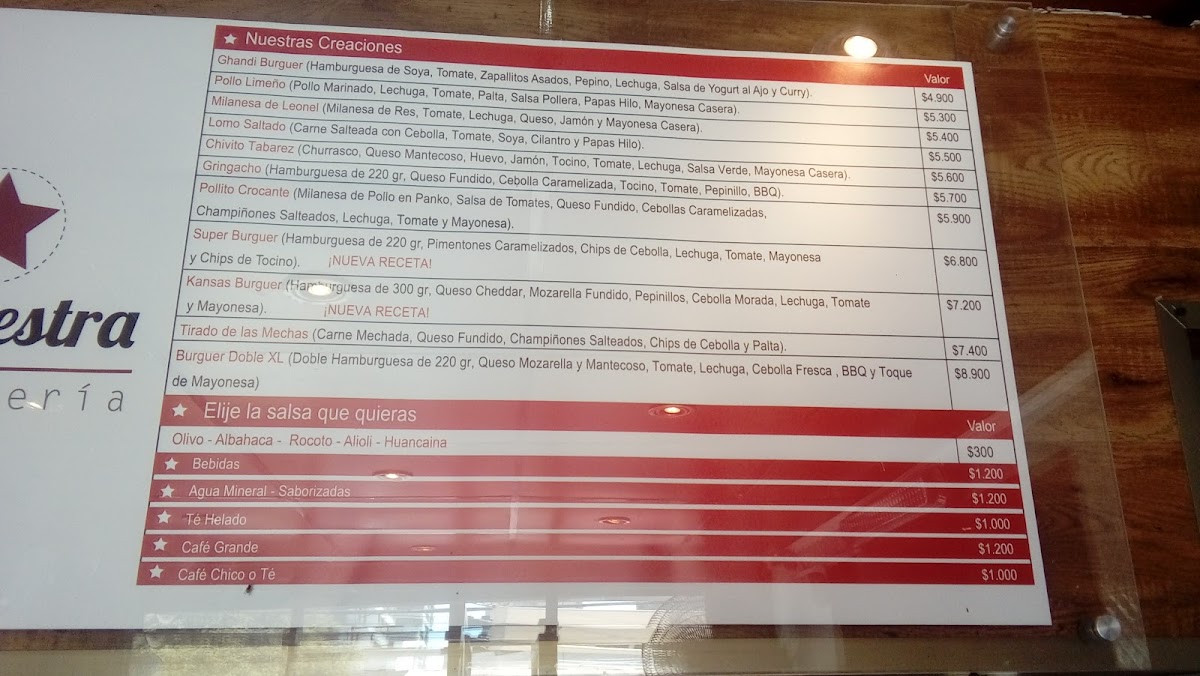 estra
ería
Nuestras Creaciones Valor
Ghandi Burguer (Hamburguesa de Soya, Tomate, Zapallitos Asados, Pepino, Lechuga, Salsa de Yogurt al Ajo y Curry). $4.900
Pollo Limeño (Pollo Marinado, Lechuga, Tomate, Palta, Salsa Pollera, Papas Hilo, Mayonesa Casera). $5.300
Milanesa de Leonel (Milanesa de Res, Tomate, Lechuga, Queso, Jamón y Mayonesa Casera). $5.400
Lomo Saltado (Carne Salteada con Cebolla, Tomate, Soya, Cilantro y Papas Hilo). $5.500
Chivito Tabarez (Churrasco, Queso Mantecoso, Huevo, Jamón, Tocino, Tomate, Lechuga, Salsa Verde, Mayonesa Casera). $5.600
Gringacho (Hamburguesa de 220 gr, Queso Fundido, Cebolla Caramelizada, Tocino, Tomate, Pepinillo, BBQ). $5.700
Pollito Crocante (Milanesa de Pollo en Panko, Salsa de Tomates, Queso Fundido, Cebollas Caramelizadas, $5.900
Champiñones Salteados, Lechuga, Tomate y Mayonesa).
Super Burguer (Hamburguesa de 220 gr, Pimentones Caramelizados, Chips de Cebolla, Lechuga, Tomate, Mayonesa $6.800
y Chips de Tocino). ¡NUEVA RECETA!
Kansas Burguer (Hamburguesa de 300 gr, Queso Cheddar, Mozarella Fundido, Pepinillos, Cebolla Morada, Lechuga, Tomate $7.200
y Mayonesa). ¡NUEVA RECETA!
Tirado de las Mechas (Carne Mechada, Queso Fundido, Champiñones Salteados, Chips de Cebolla y Palta). $7.400
Burguer Doble XL (Doble Hamburguesa de 220 gr, Queso Mozarella y Mantecoso, Tomate, Lechuga, Cebolla Fresca , BBQ y Toque $8.900
de Mayonesa)
Elije la salsa que quieras Valor
Olivo - Albahaca - Rocoto - Alioli - Huancaina $300
Bebidas $1.200
Agua Mineral - Saborizadas $1.200
Té Helado $1.000
Café Grande $1.200
Café Chico o Té $1.000